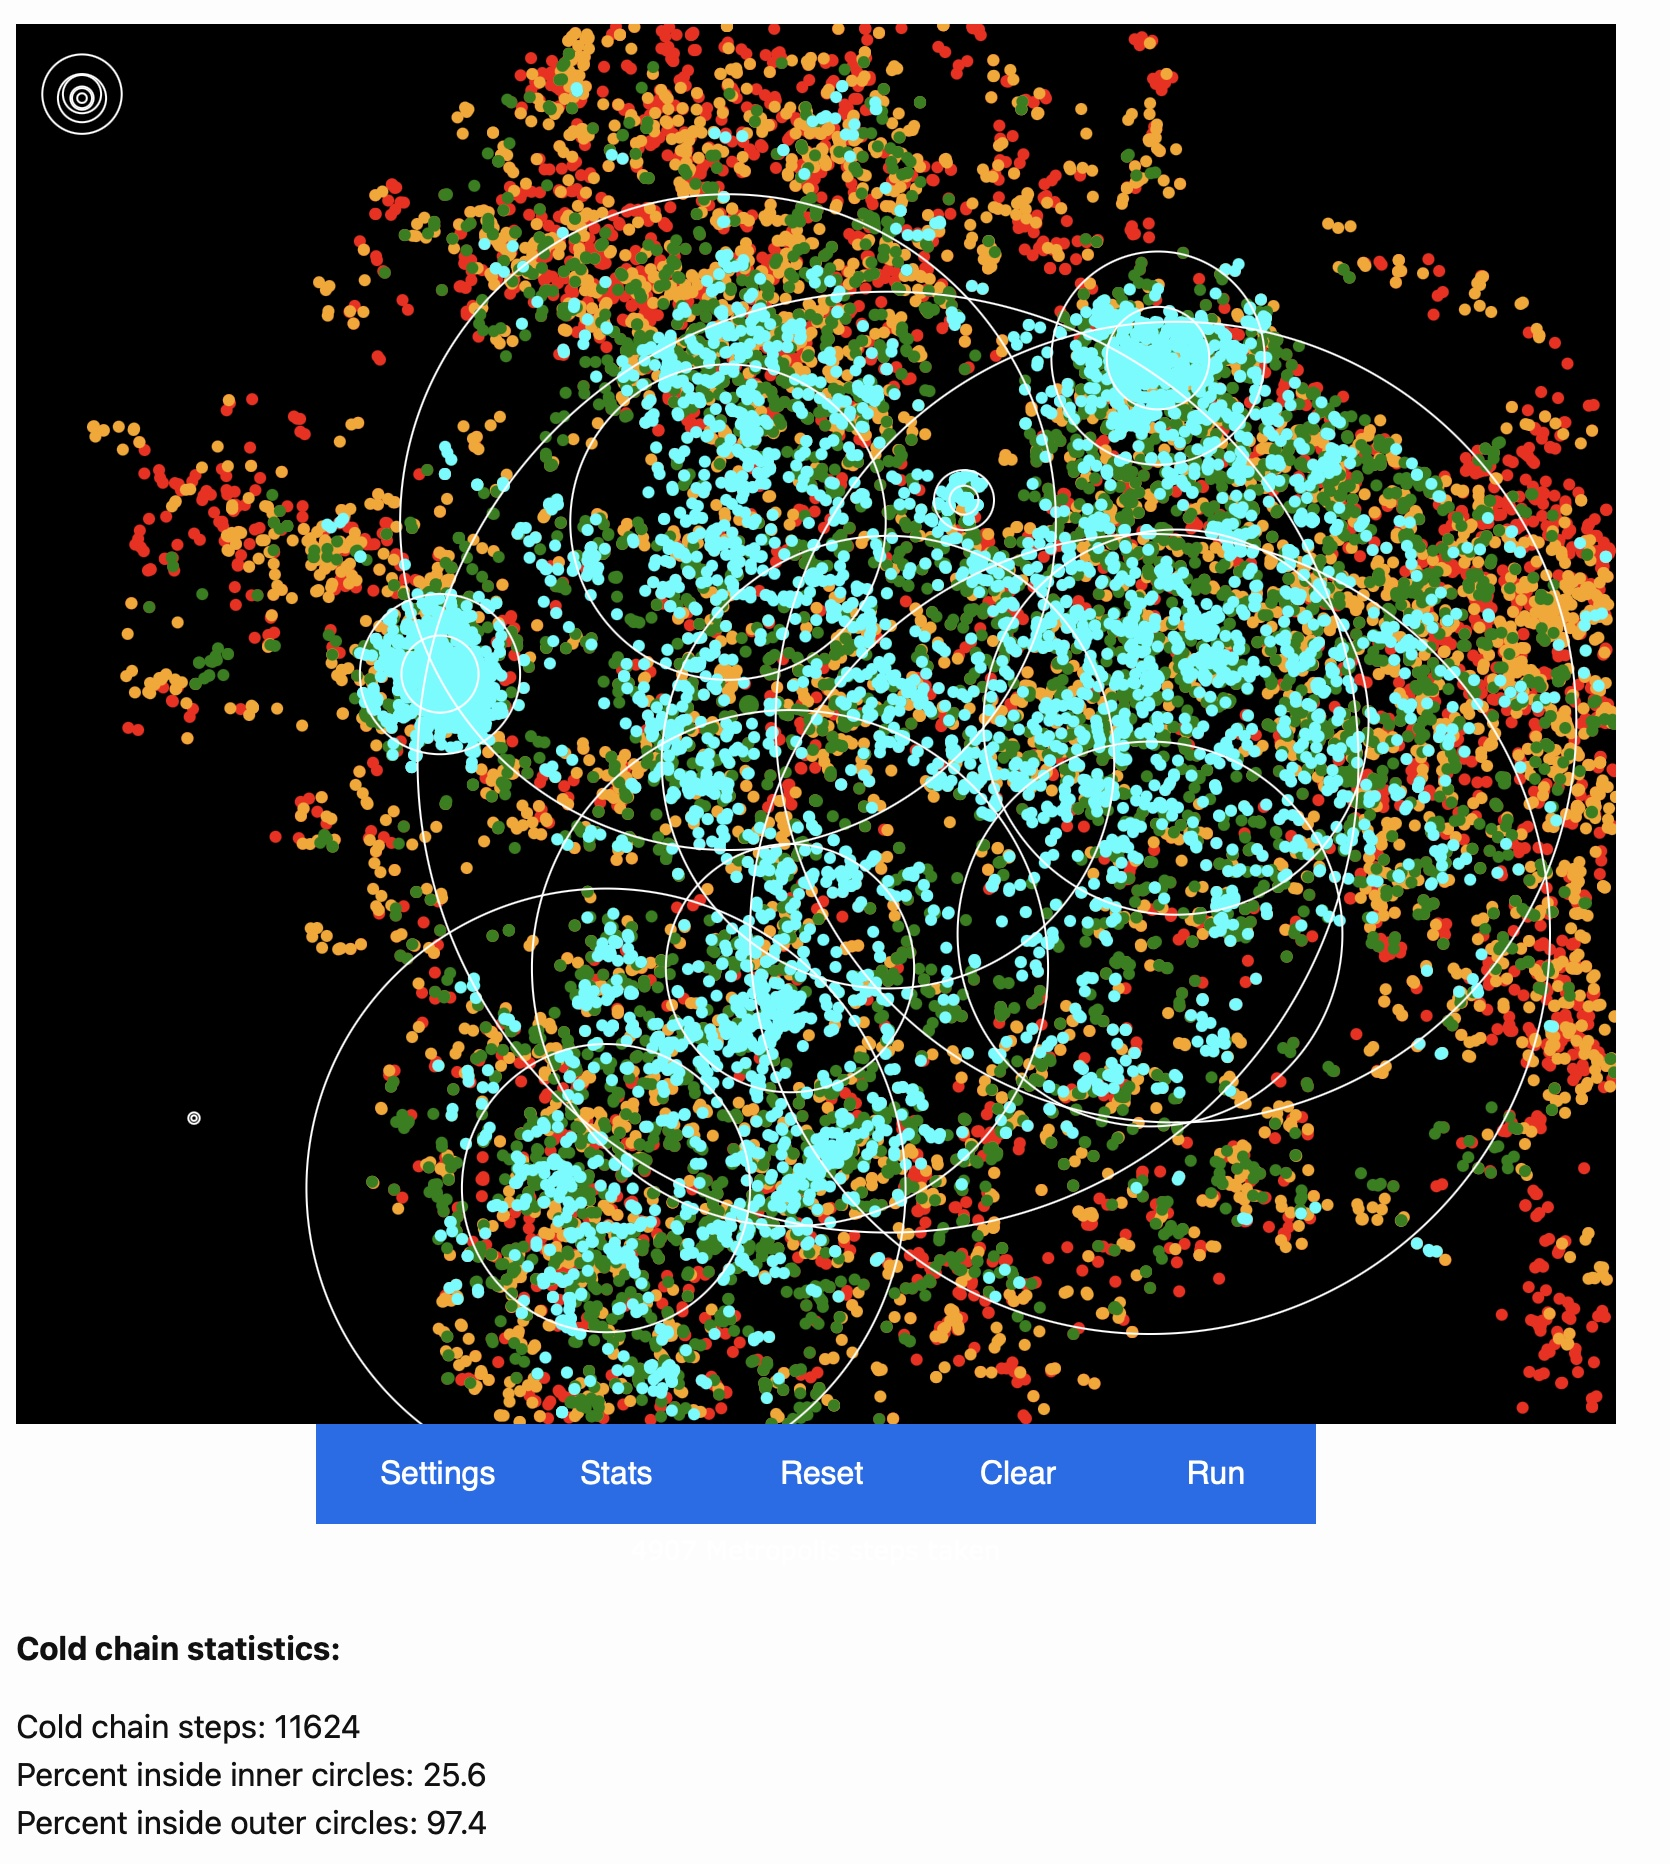 Settings Stats Reset Clear Run
Cold chain statistics:
Cold chain steps: 11624
Percent inside inner circles: 25.6
Percent inside outer circles: 97.4